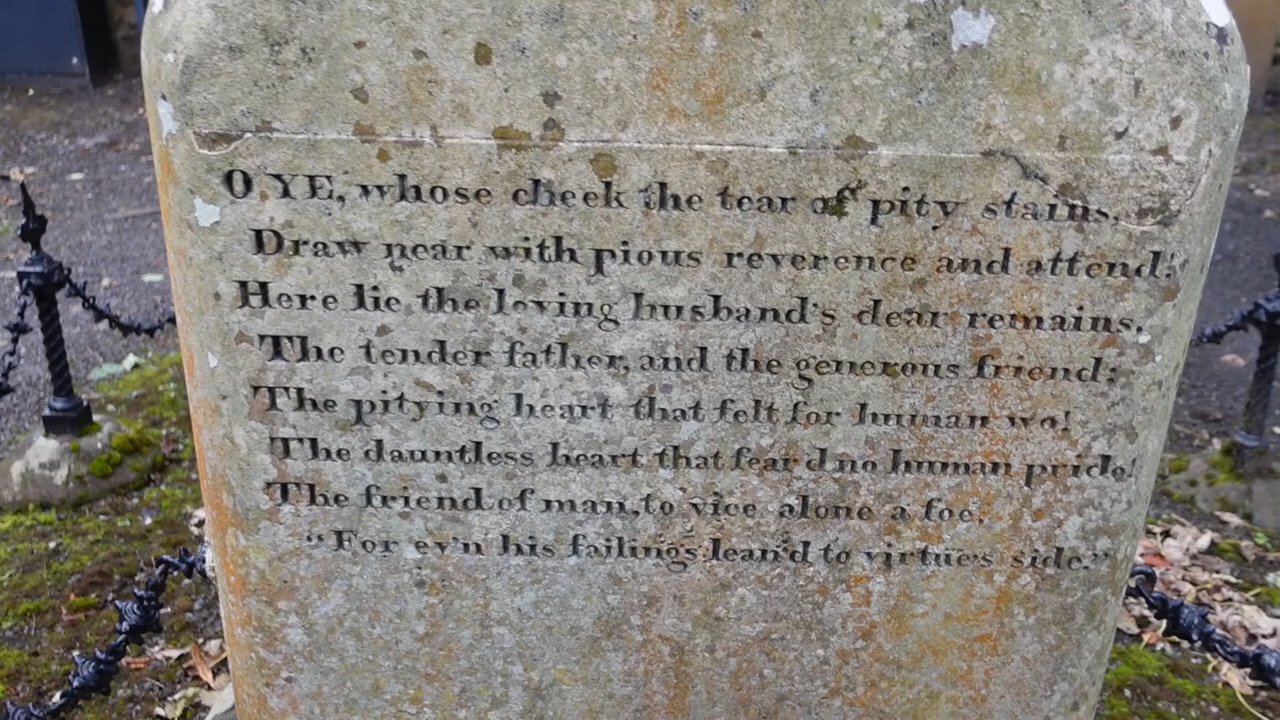 O YE, whose cheek the tear of pity stains,
Draw near with pious reverence and attend!
Here lie the loving husband's dear remains,
The tender father, and the generous friend:
The pitying heart that felt for human wo!
The dauntless heart that fear'd no human pride!
The friend of man, to vice alone a foe,
"For ev'n his failings lean'd to virtue's side."